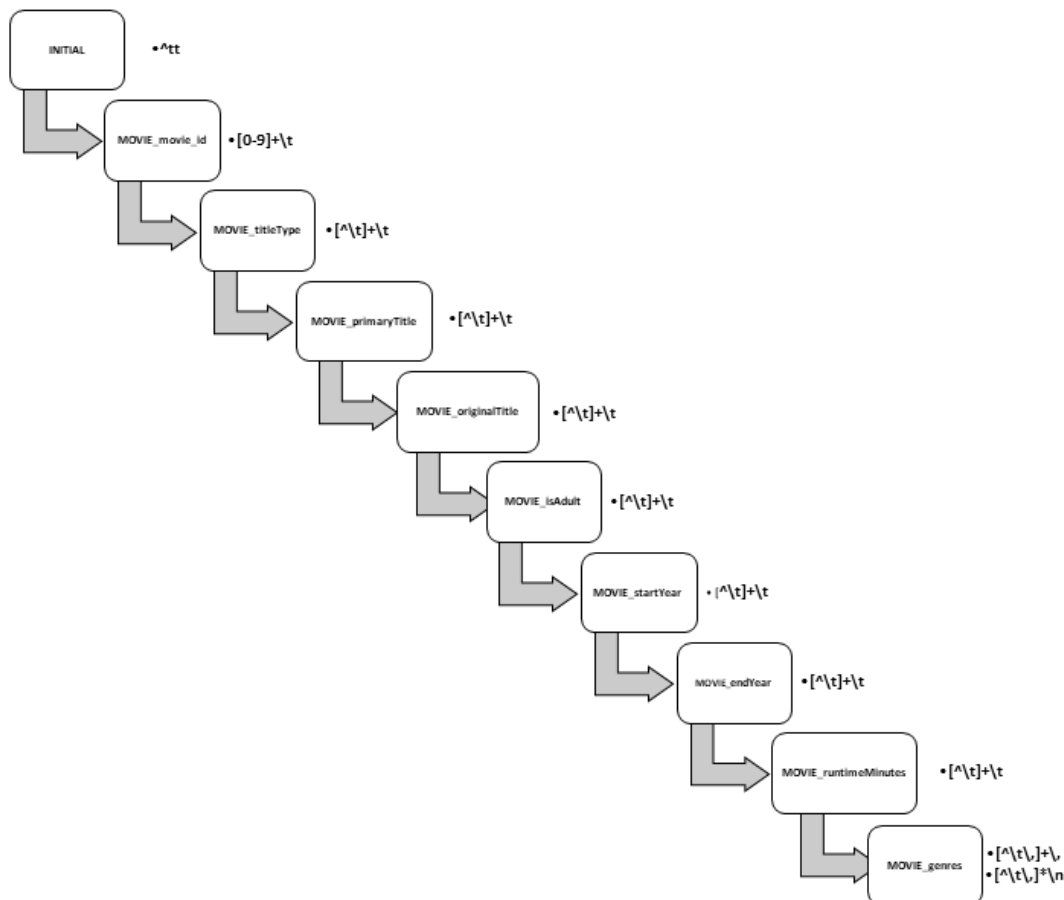 INITIAL
•^tt
MOVIE_movie_id
•[0-9]+\t
MOVIE_titleType
•[^\t]+\t
MOVIE_primaryTitle
•[^\t]+\t
MOVIE_originalTitle
•[^\t]+\t
MOVIE_isAdult
•[^\t]+\t
MOVIE_startYear
•[^\t]+\t
MOVIE_endYear
•[^\t]+\t
MOVIE_runtimeMinutes
•[^\t]+\t
MOVIE_genres
•[^\t\,]+\,
•[^\t\,]*\n